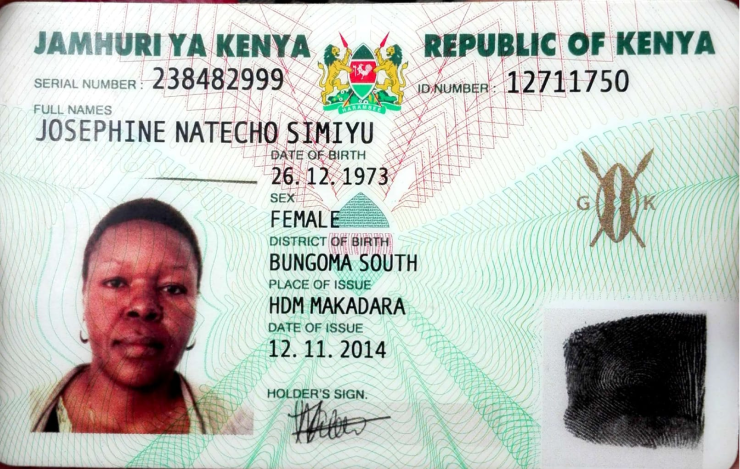 JAMHURI YA KENYA REPUBLIC OF KENYA
SERIAL NUMBER: 238482999 ID NUMBER: 12711750
FULL NAMES
JOSEPHINE NATECHO SIMIYU
DATE OF BIRTH
26. 12. 1973
SEX
FEMALE
G K
DISTRICT OF BIRTH
BUNGOMA SOUTH
PLACE OF ISSUE
HDM MAKADARA
DATE OF ISSUE
12. 11. 2014
HOLDER'S SIGN.